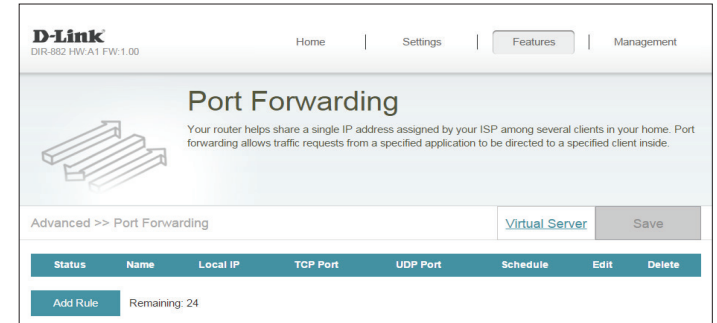 D-Link
DIR-882 HW:A1 FW:1.00
Home | Settings | Features | Management
Port Forwarding
Your router helps share a single IP address assigned by your ISP among several clients in your home. Port
forwarding allows traffic requests from a specified application to be directed to a specified client inside.
Advanced >> Port Forwarding
Virtual Server
Save
Status Name Local IP TCP Port UDP Port Schedule Edit Delete
Add Rule Remaining: 24